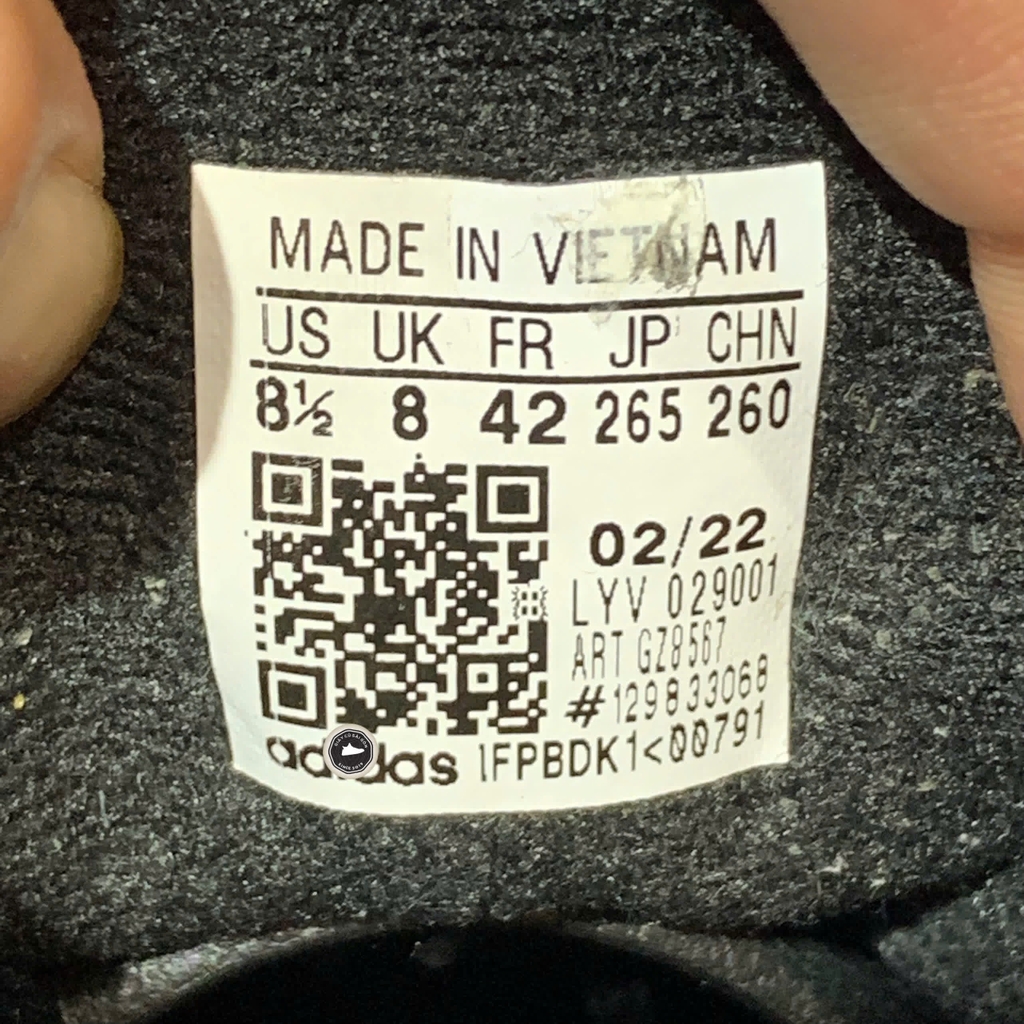 MADE IN VIETNAM
US UK FR JP CHN
8½ 8 42 265 260
02/22
LYV 029001
ART GZ8567
#129833068
adidas 1FPBDK1<00791